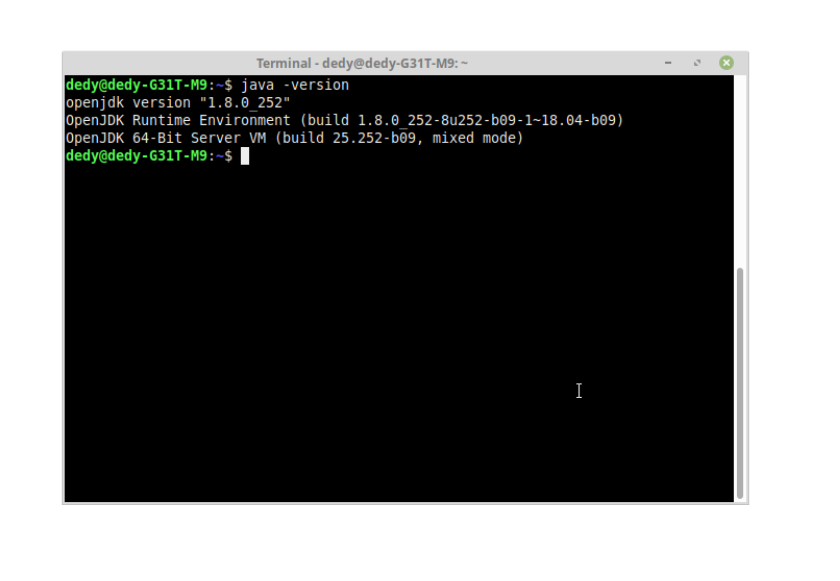 Terminal - dedy@dedy-G31T-M9: ~
dedy@dedy-G31T-M9:~$ java -version
openjdk version "1.8.0_252"
OpenJDK Runtime Environment (build 1.8.0_252-8u252-b09-1~18.04-b09)
OpenJDK 64-Bit Server VM (build 25.252-b09, mixed mode)
dedy@dedy-G31T-M9:~$